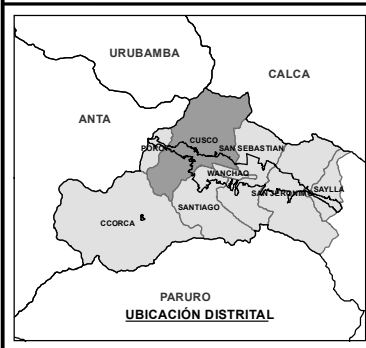 URUBAMBA
CALCA
ANTA
CUSCO
POROY
SAN SEBASTIAN
WANCHAQ
SAN JERONIMO
SAYLLA
SANTIAGO
CCORCA
PARURO
UBICACIÓN DISTRITAL